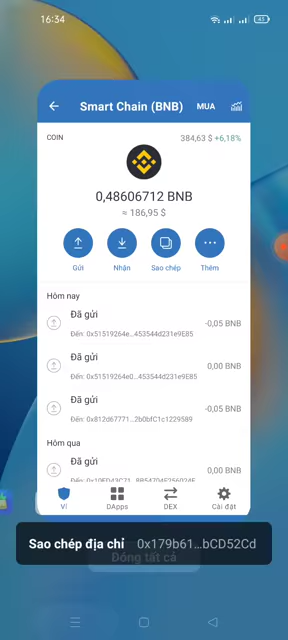 16:34
41
Smart Chain (BNB)
MUA
COIN
384,63 $ +6,18%
0,48606712 BNB
≈ 186,95 $
Gửi
Nhận
Sao chép
Thêm
Hôm nay
Đã gửi
-0,05 BNB
Đến: 0x51519264e...453544d231e9E85
Đã gửi
0,00 BNB
Đến: 0x51519264e0...453544d231e9E85
Đã gửi
-0,05 BNB
Đến: 0x812d67771...2b0bfC1c1229589
Hôm qua
Đã gửi
0,00 BNB
Ví
DApps
DEX
Cài đặt
Sao chép địa chỉ 0x179b61...bCD52Cd
Đóng tất cả